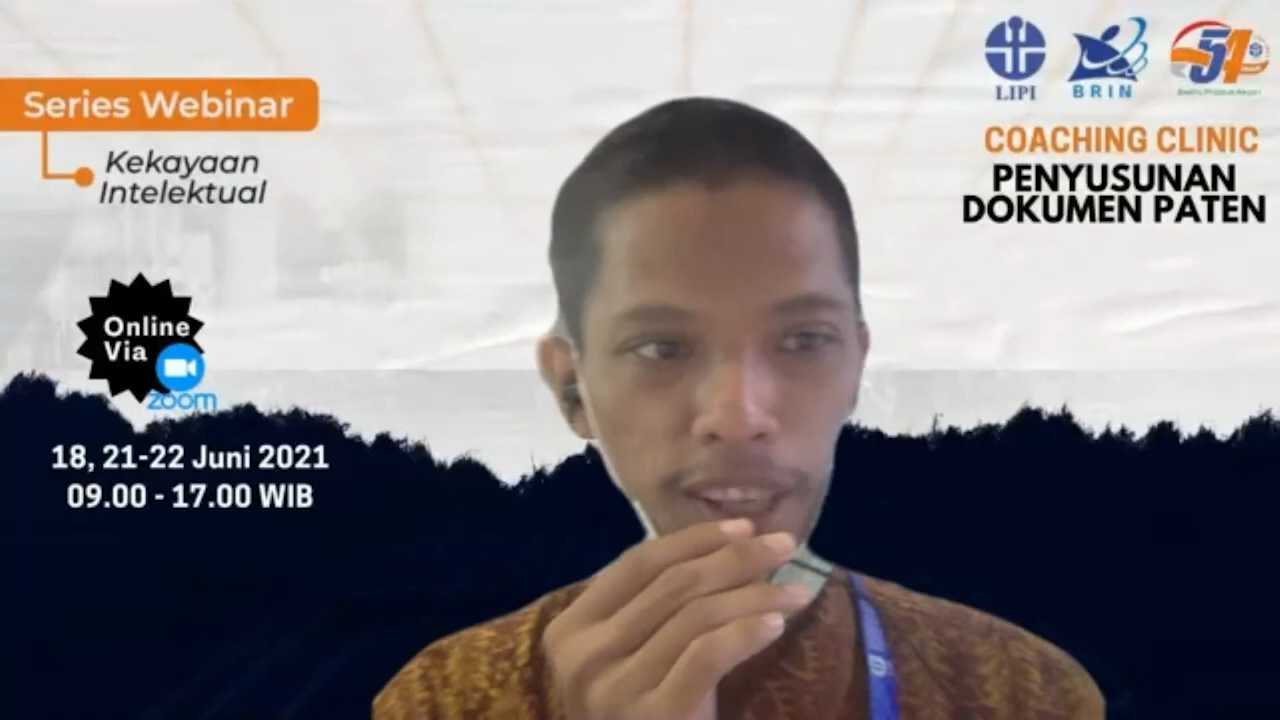 Series Webinar
Kekayaan
Intelektual
Online
Via
zoom
18, 21-22 Juni 2021
09.00 - 17.00 WIB
LIPI
BRIN
54
COACHING CLINIC
PENYUSUNAN
DOKUMEN PATEN